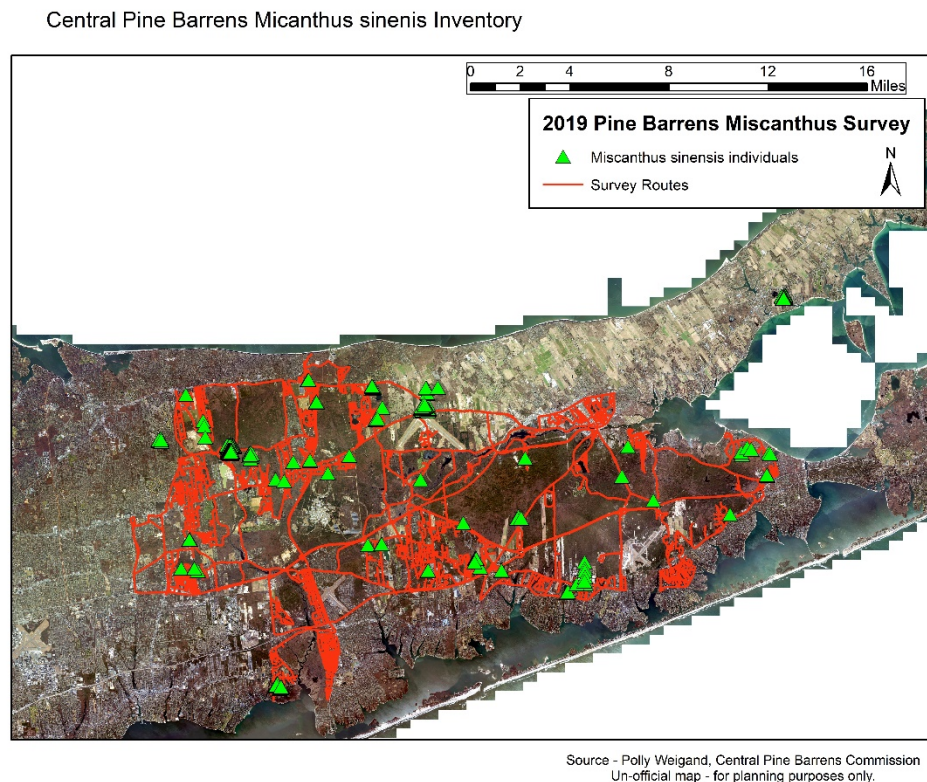 Central Pine Barrens Micanthus sinenis Inventory
0 2 4 8 12 16
Miles
2019 Pine Barrens Miscanthus Survey
Miscanthus sinensis individuals
Survey Routes
N
Source - Polly Weigand, Central Pine Barrens Commission
Un-official map - for planning purposes only.